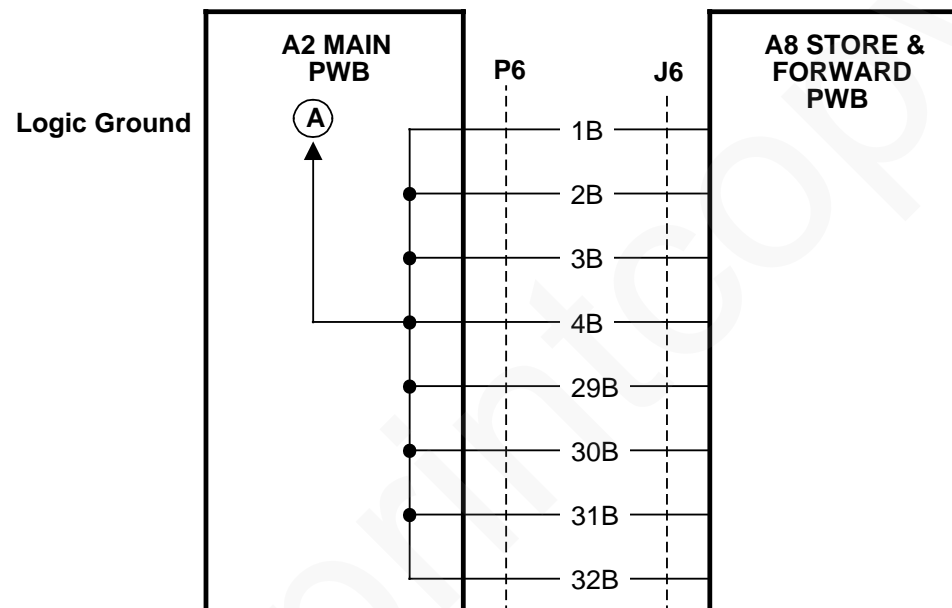 A2 MAIN
PWB
P6
J6
A8 STORE &
FORWARD
PWB
Logic Ground
A
1B
2B
3B
4B
29B
30B
31B
32B